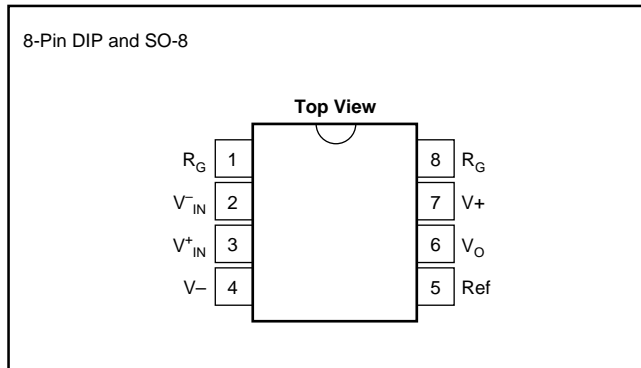 8-Pin DIP and SO-8
Top View
R_G 1 8 R_G
V^–_IN 2 7 V+
V^+_IN 3 6 V_O
V– 4 5 Ref